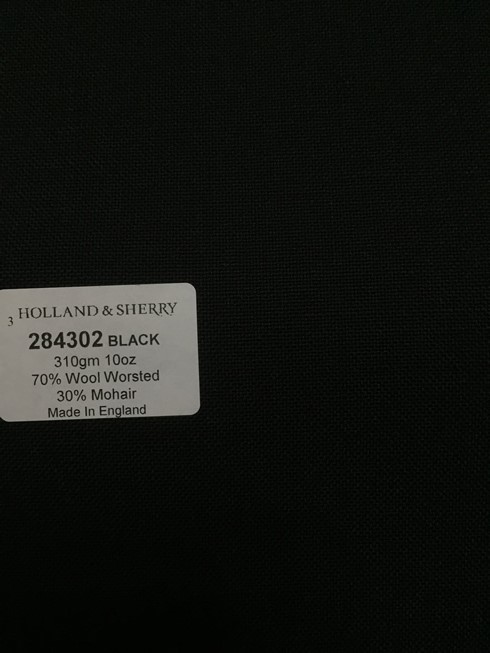 3 HOLLAND & SHERRY
284302 BLACK
310gm 10oz
70% Wool Worsted
30% Mohair
Made In England